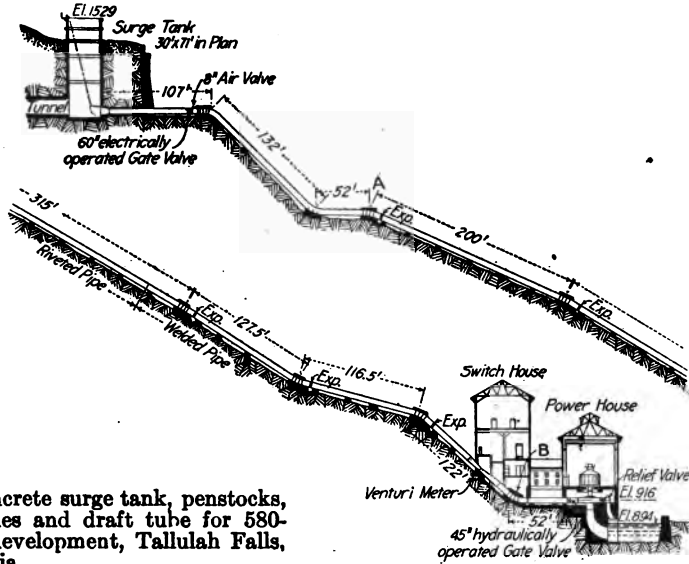 El. 1529
Surge Tank
30'x71' in Plan
8" Air Valve
107'
Tunnel
60" electrically
operated Gate Valve
132'
52'
A
Exp.
200'
Exp.
315'
Riveted Pipe
Welded Pipe
Exp.
127.5'
Exp.
116.5'
Exp.
122'
Venturi Meter
Switch House
Power House
B
Relief Valve
El. 916
El. 891
52'
45" hydraulically
operated Gate Valve
ncrete surge tank, penstocks,
es and draft tube for 580-
evelopment, Tallulah Falls,
ia